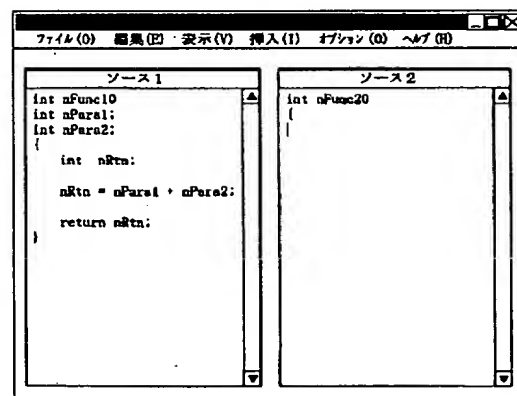 ファイル(O) 編集(E) 表示(V) 挿入(I) オプション(O) ヘルプ(H)
ソース1
int nFunc1()
int nPara1;
int nPara2;
{
int nRtn;
nRtn = nPara1 + nPara2;
return nRtn;
}
ソース2
int nFunc2()
{